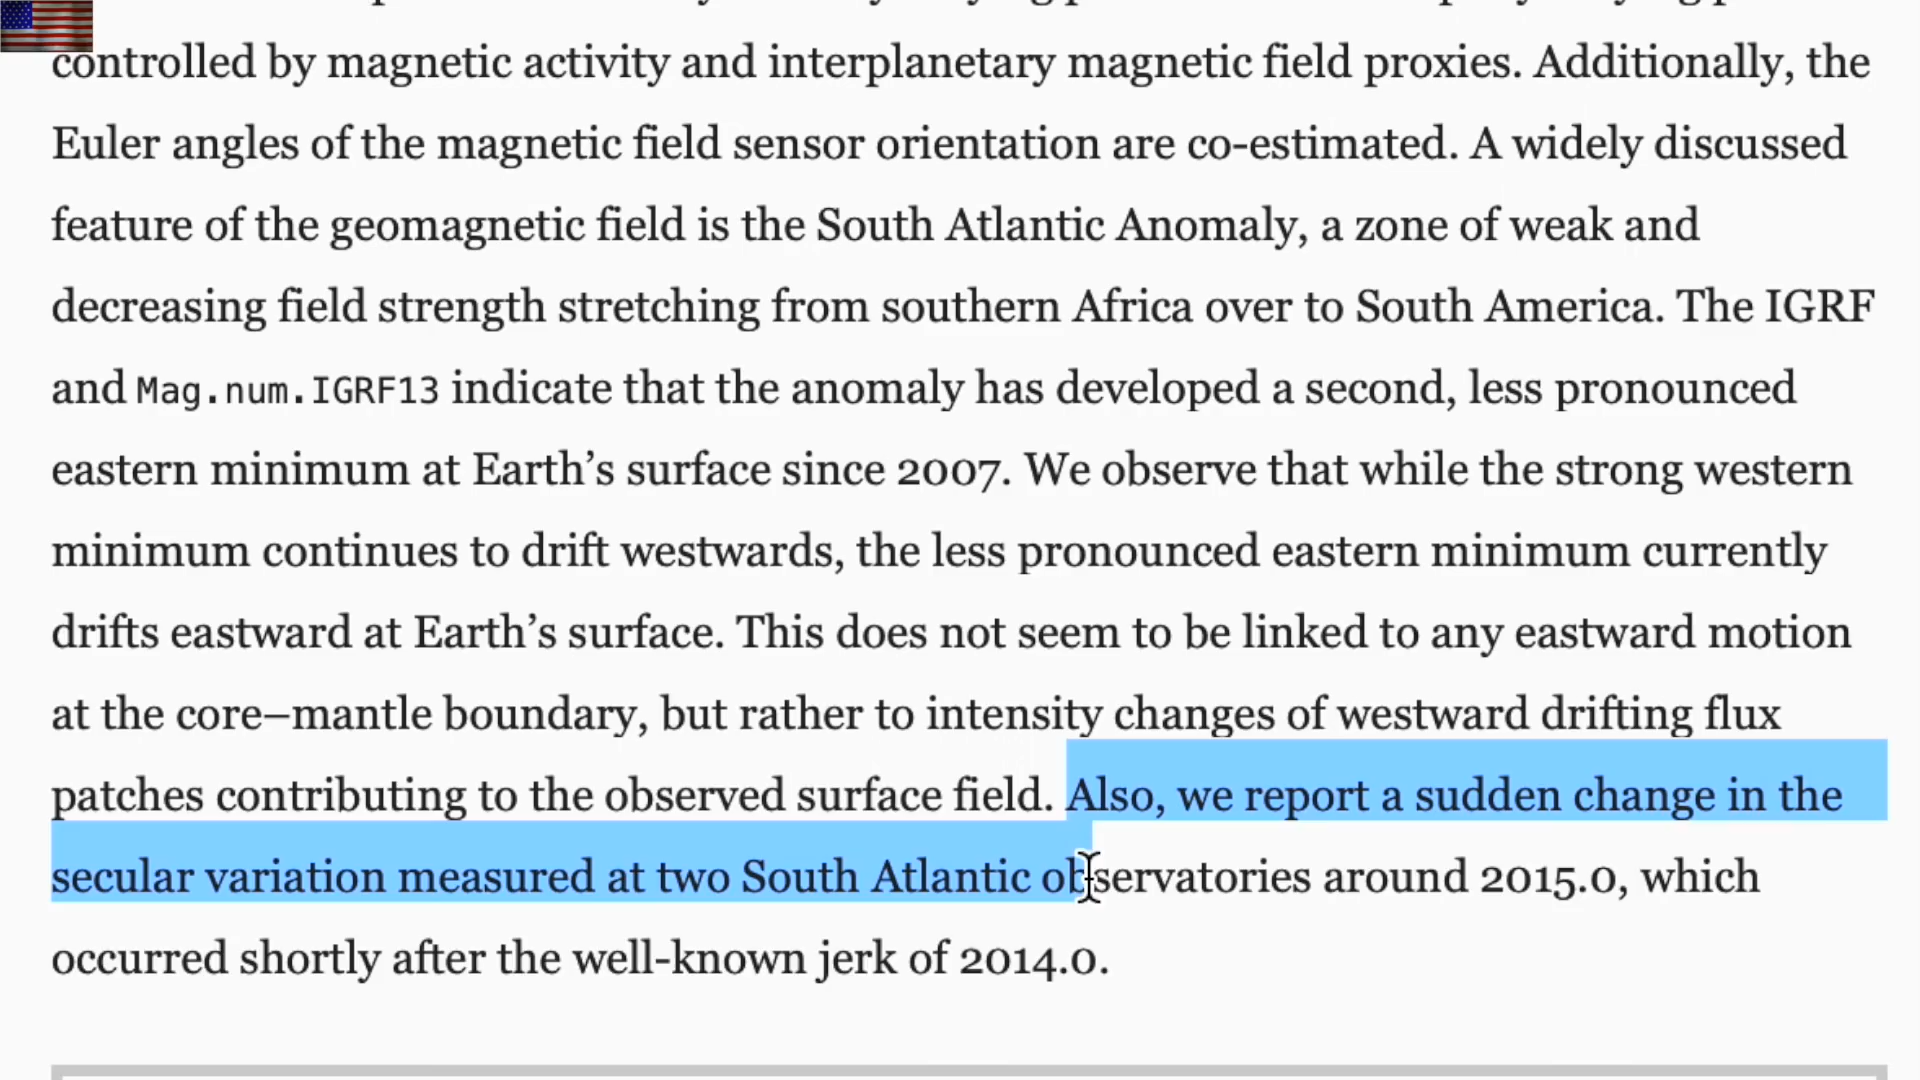 controlled by magnetic activity and interplanetary magnetic field proxies. Additionally, the
Euler angles of the magnetic field sensor orientation are co-estimated. A widely discussed
feature of the geomagnetic field is the South Atlantic Anomaly, a zone of weak and
decreasing field strength stretching from southern Africa over to South America. The IGRF
and Mag.num.IGRF13 indicate that the anomaly has developed a second, less pronounced
eastern minimum at Earth’s surface since 2007. We observe that while the strong western
minimum continues to drift westwards, the less pronounced eastern minimum currently
drifts eastward at Earth’s surface. This does not seem to be linked to any eastward motion
at the core–mantle boundary, but rather to intensity changes of westward drifting flux
patches contributing to the observed surface field. Also, we report a sudden change in the
secular variation measured at two South Atlantic observatories around 2015.0, which
occurred shortly after the well-known jerk of 2014.0.